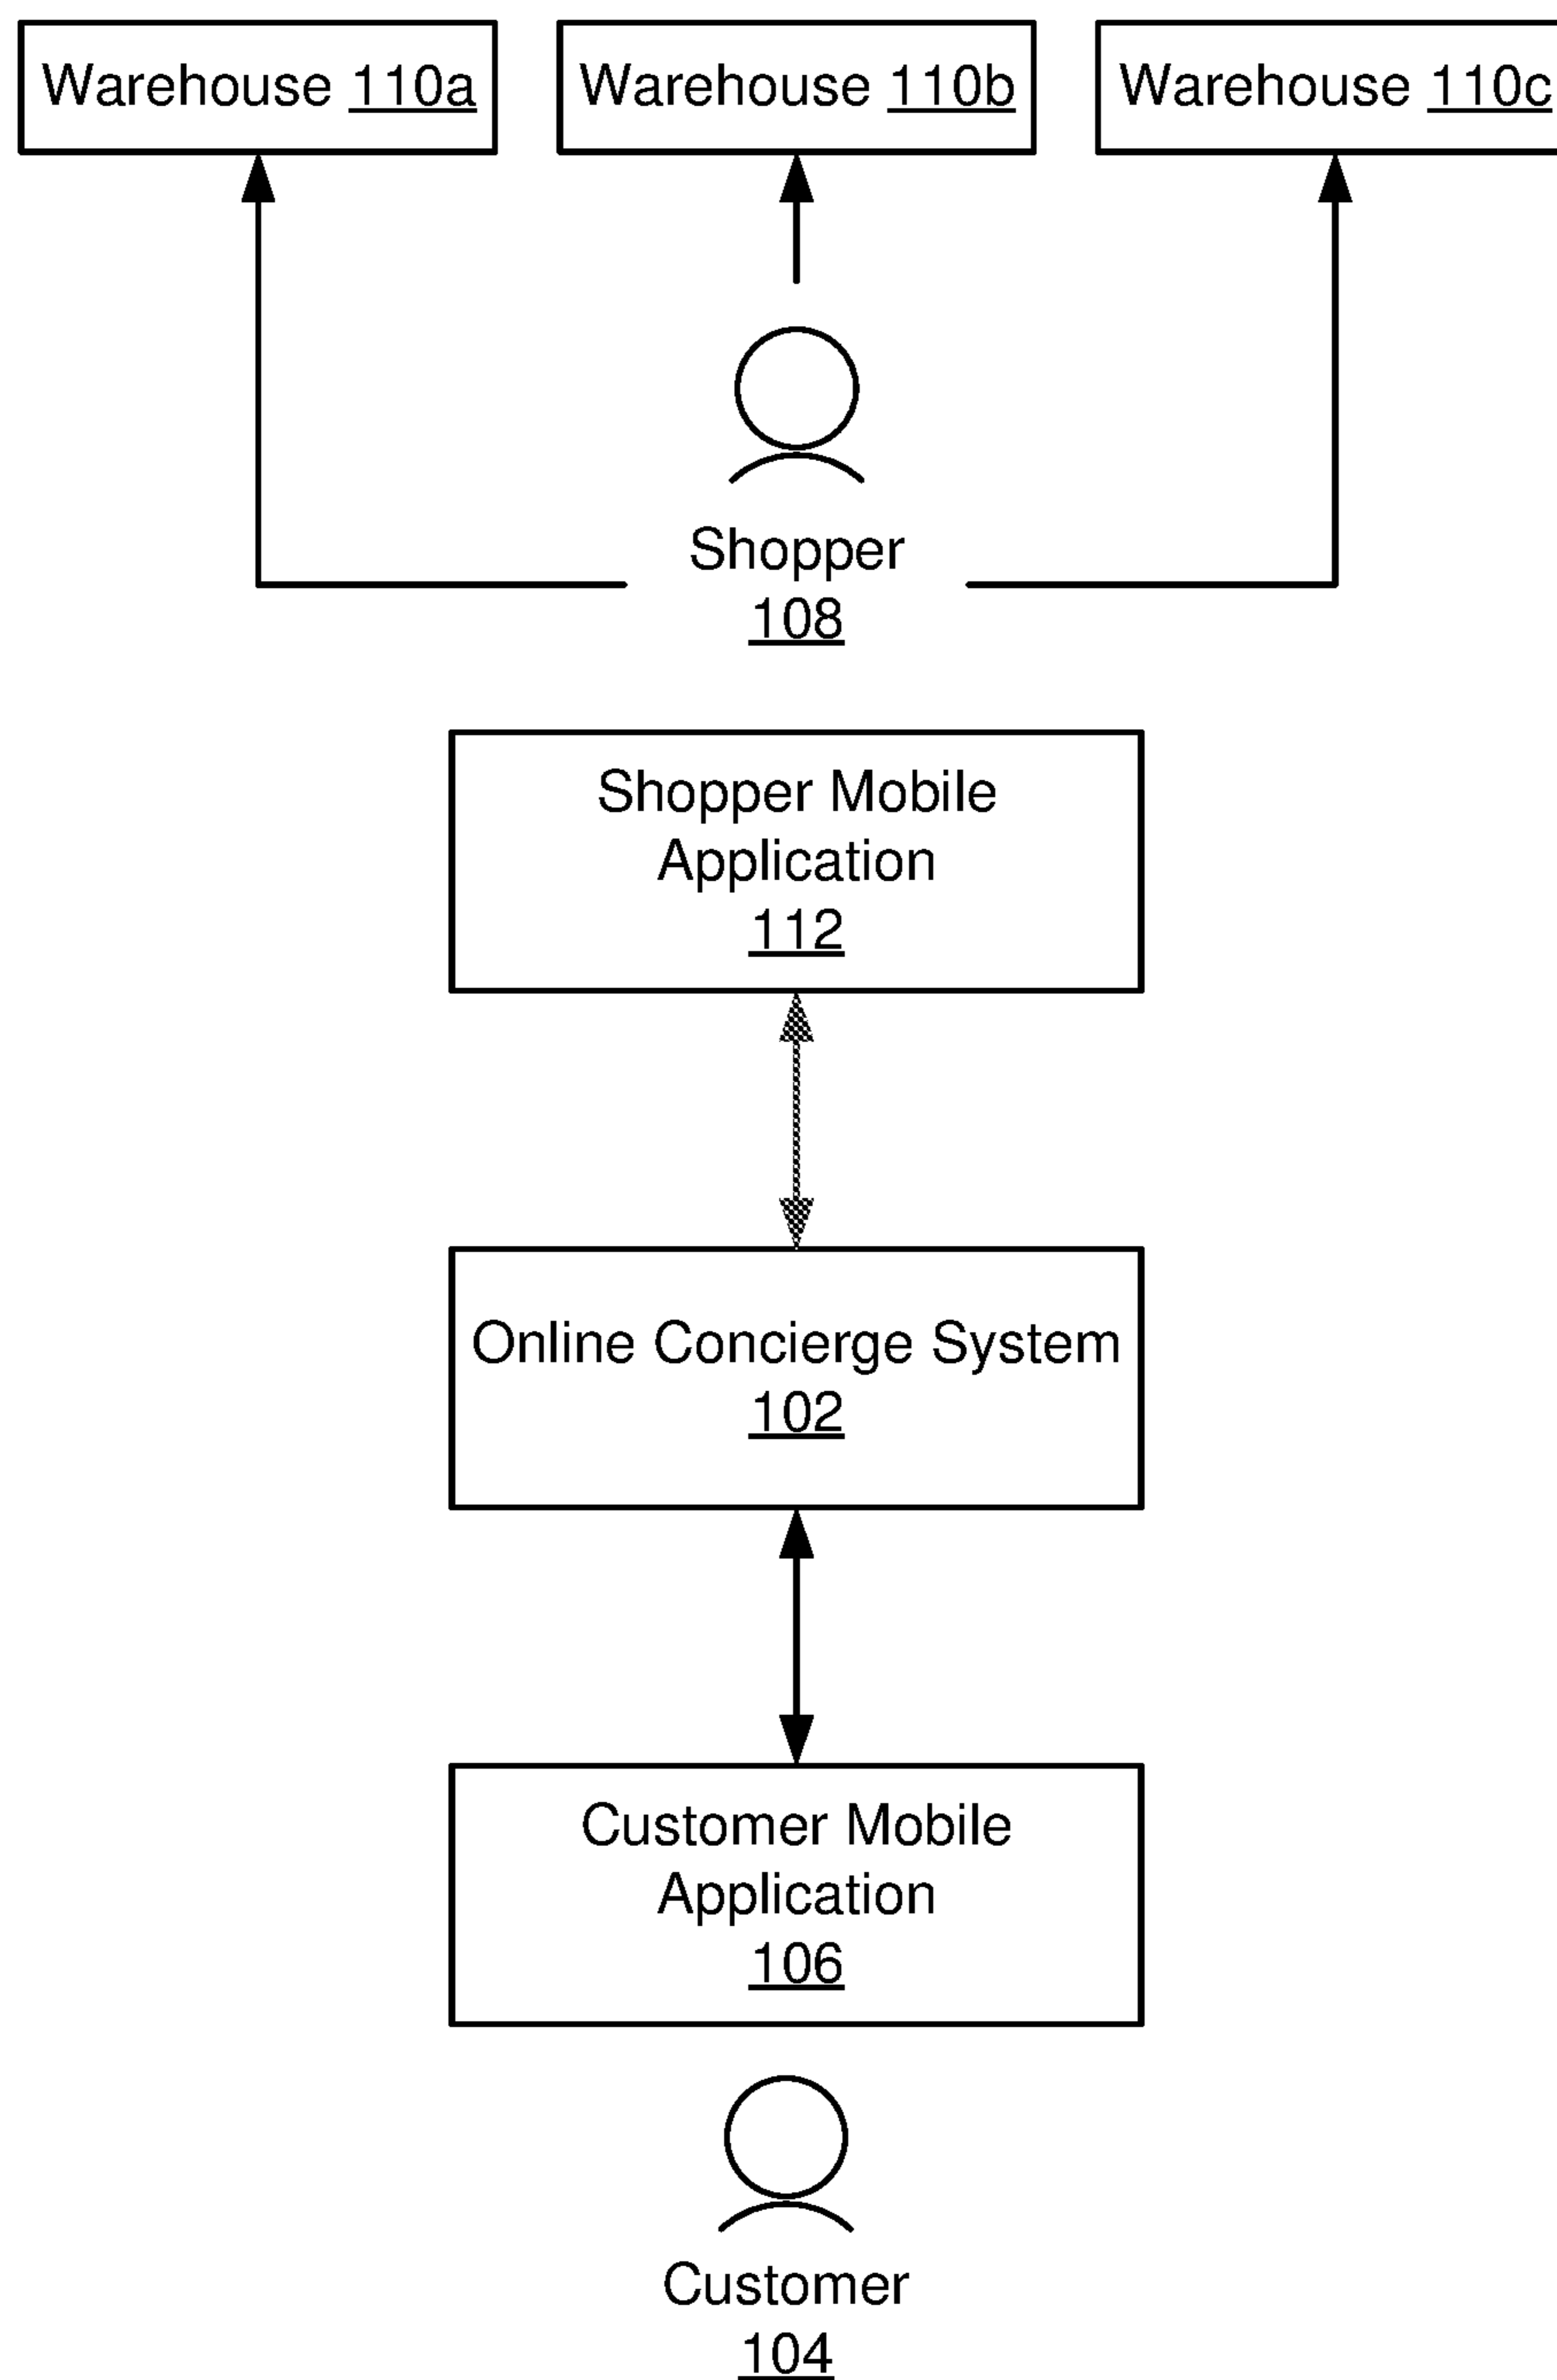 Warehouse 110a
Warehouse 110b
Warehouse 110c
Shopper
108
Shopper Mobile
Application
112
Online Concierge System
102
Customer Mobile
Application
106
Customer
104